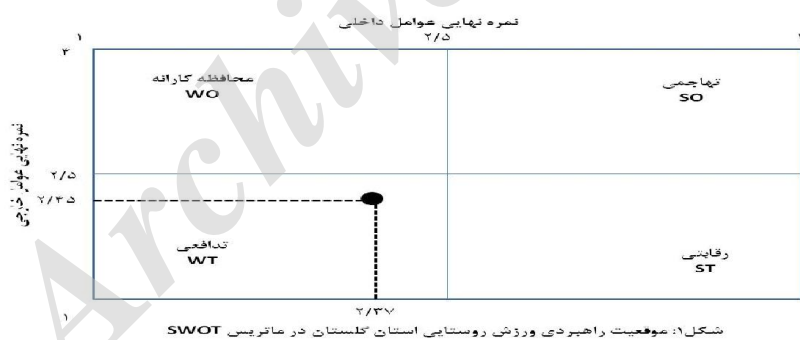 نمره نهایی عوامل داخلی
۱ ۲/۵
۴
محافظه کارانه
WO
تهاجمی
SO
نمره نهایی عوامل خارجی
۲/۵
۲/۳۵
تدافعی
WT
رقابتی
ST
۱
۲/۳۷
شکل۱: موقعیت راهبردی ورزش روستایی استان گلستان در ماتریس SWOT
Archive